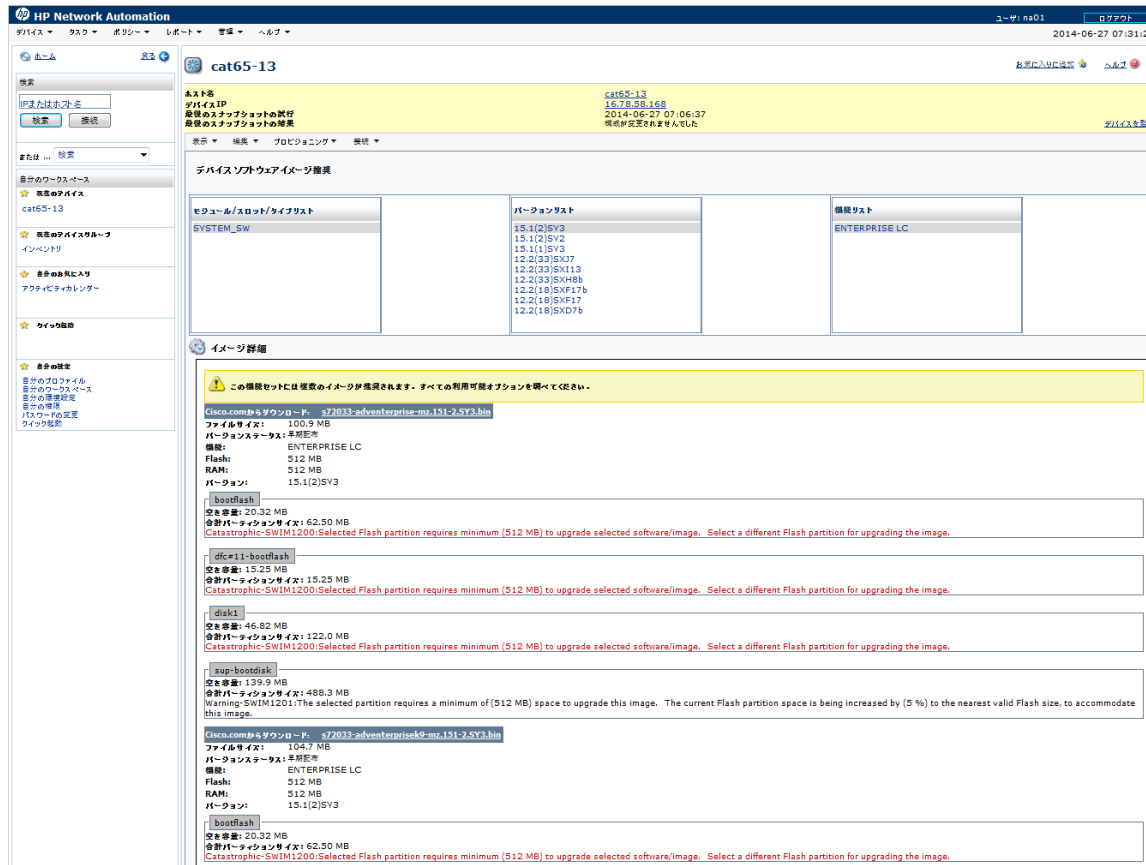 HP Network Automation
ユーザ: na01
ログアウト
デバイス タスク ポリシー レポート 管理 ヘルプ
2014-06-27 07:31:2
ホーム 戻る
検索
IPまたはホスト名
検索 接続
または ... 検索
自分のワークスペース
現在のデバイス
cat65-13
現在のデバイスグループ
インベントリ
自分のお気に入り
アクティビティカレンダー
クイック起動
自分の設定
自分のプロファイル
自分のワークスペース
自分の環境設定
自分の権限
パスワードの変更
クイック起動
cat65-13
お気に入りに追加 ヘルプ
ホスト名 cat65-13
デバイスIP 16.78.58.168
最後のスナップショットの試行 2014-06-27 07:06:37
最後のスナップショットの結果 構成が変更されませんでした
デバイスを
表示 編集 プロビジョニング 接続
デバイス ソフトウェアイメージ推奨
モジュール/スロット/タイプリスト
SYSTEM_SW
バージョンリスト
15.1(2)SY3
15.1(2)SY2
15.1(1)SY3
12.2(33)SXJ7
12.2(33)SXI13
12.2(33)SXH8b
12.2(18)SXF17b
12.2(18)SXF17
12.2(18)SXD7b
機能リスト
ENTERPRISE LC
イメージ詳細
この機能セットには複数のイメージが推奨されます。すべての利用可能オプションを調べてください。
Cisco.comからダウンロード: s72033-adventerprise-mz.151-2.SY3.bin
ファイルサイズ: 100.9 MB
バージョンステータス: 早期配布
機能: ENTERPRISE LC
Flash: 512 MB
RAM: 512 MB
バージョン: 15.1(2)SY3
bootflash
空き容量: 20.32 MB
合計パーティションサイズ: 62.50 MB
Catastrophic-SWIM1200:Selected Flash partition requires minimum (512 MB) to upgrade selected software/image. Select a different Flash partition for upgrading the image.
dfc#11-bootflash
空き容量: 15.25 MB
合計パーティションサイズ: 15.25 MB
Catastrophic-SWIM1200:Selected Flash partition requires minimum (512 MB) to upgrade selected software/image. Select a different Flash partition for upgrading the image.
disk1
空き容量: 46.82 MB
合計パーティションサイズ: 122.0 MB
Catastrophic-SWIM1200:Selected Flash partition requires minimum (512 MB) to upgrade selected software/image. Select a different Flash partition for upgrading the image.
sup-bootdisk
空き容量: 139.9 MB
合計パーティションサイズ: 488.3 MB
Warning-SWIM1201:The selected partition requires a minimum of (512 MB) space to upgrade this image. The current Flash partition space is being increased by (5 %) to the nearest valid Flash size, to accommodate
this image.
Cisco.comからダウンロード: s72033-adventerprisek9-mz.151-2.SY3.bin
ファイルサイズ: 104.7 MB
バージョンステータス: 早期配布
機能: ENTERPRISE LC
Flash: 512 MB
RAM: 512 MB
バージョン: 15.1(2)SY3
bootflash
空き容量: 20.32 MB
合計パーティションサイズ: 62.50 MB
Catastrophic-SWIM1200:Selected Flash partition requires minimum (512 MB) to upgrade selected software/image. Select a different Flash partition for upgrading the image.